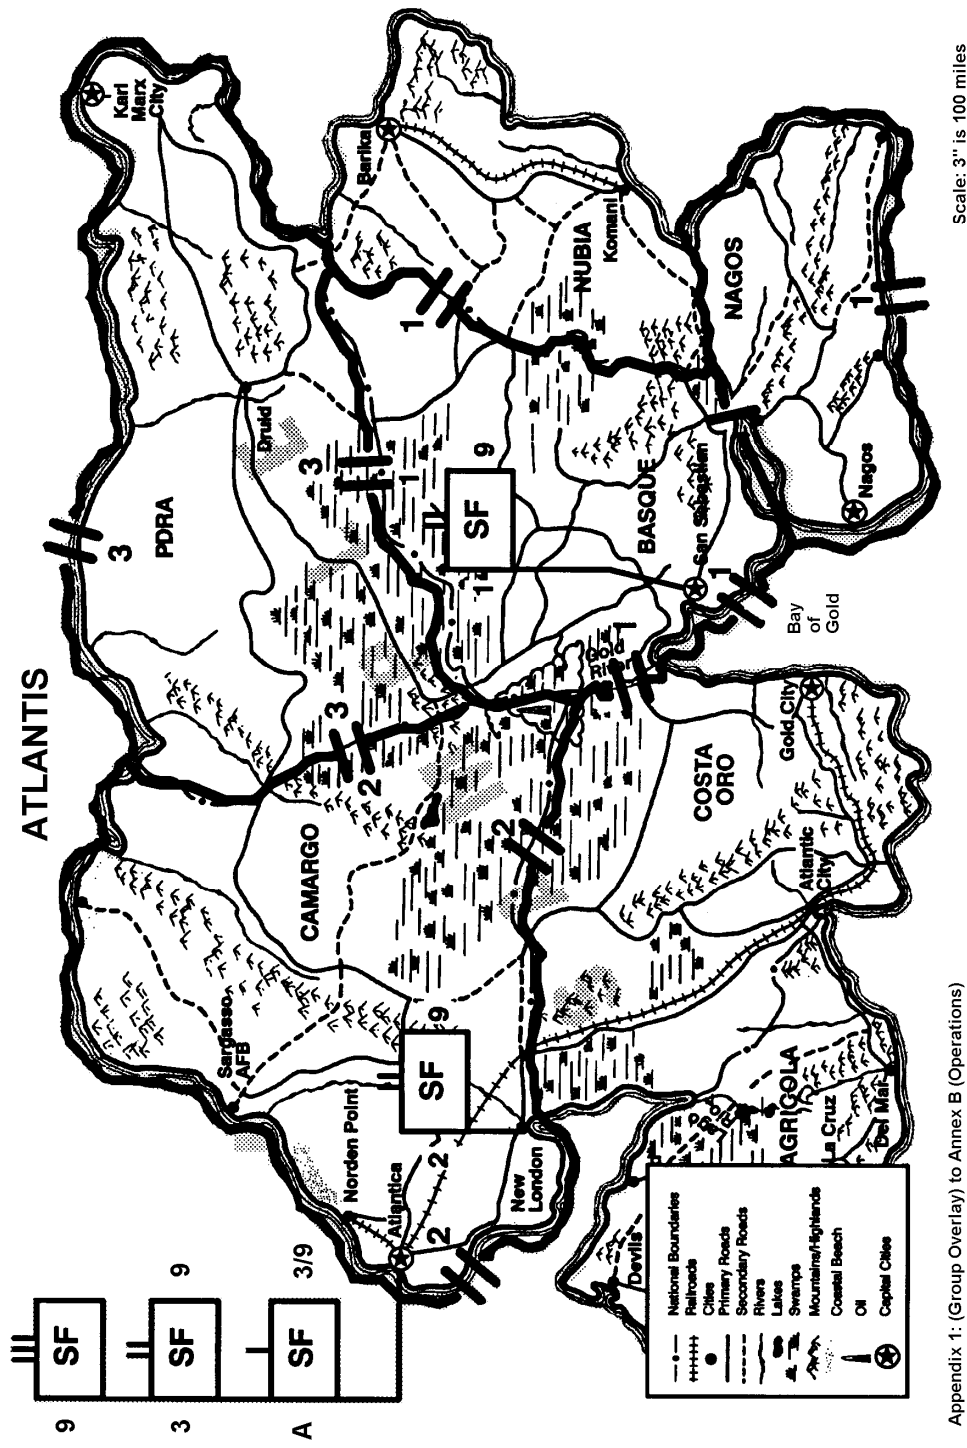 ATLANTIS
Karl
Marx
City
Barika
3
PDRA
Druid
3
1
1
NUBIA
Komani
NAGOS
1
Nagos
SF
9
1
BASQUE
San Sebastien
1
Bay
of
Gold
Gold
River
1
3
2
CAMARGO
2
COSTA
ORO
Gold City
Atlantic
City
Sargasso
AFB
SF
9
2
Norden Point
Atlantica
2
New
London
AGRICOLA
La Cruz
Del Mar
Devils
9
SF
3
SF
9
A
SF
3/9
National Boundaries
Railroads
Cities
Primary Roads
Secondary Roads
Rivers
Lakes
Swamps
Mountains/Highlands
Coastal Beach
Oil
Capital Cities
Appendix 1: (Group Overlay) to Annex B (Operations)
Scale: 3" is 100 miles